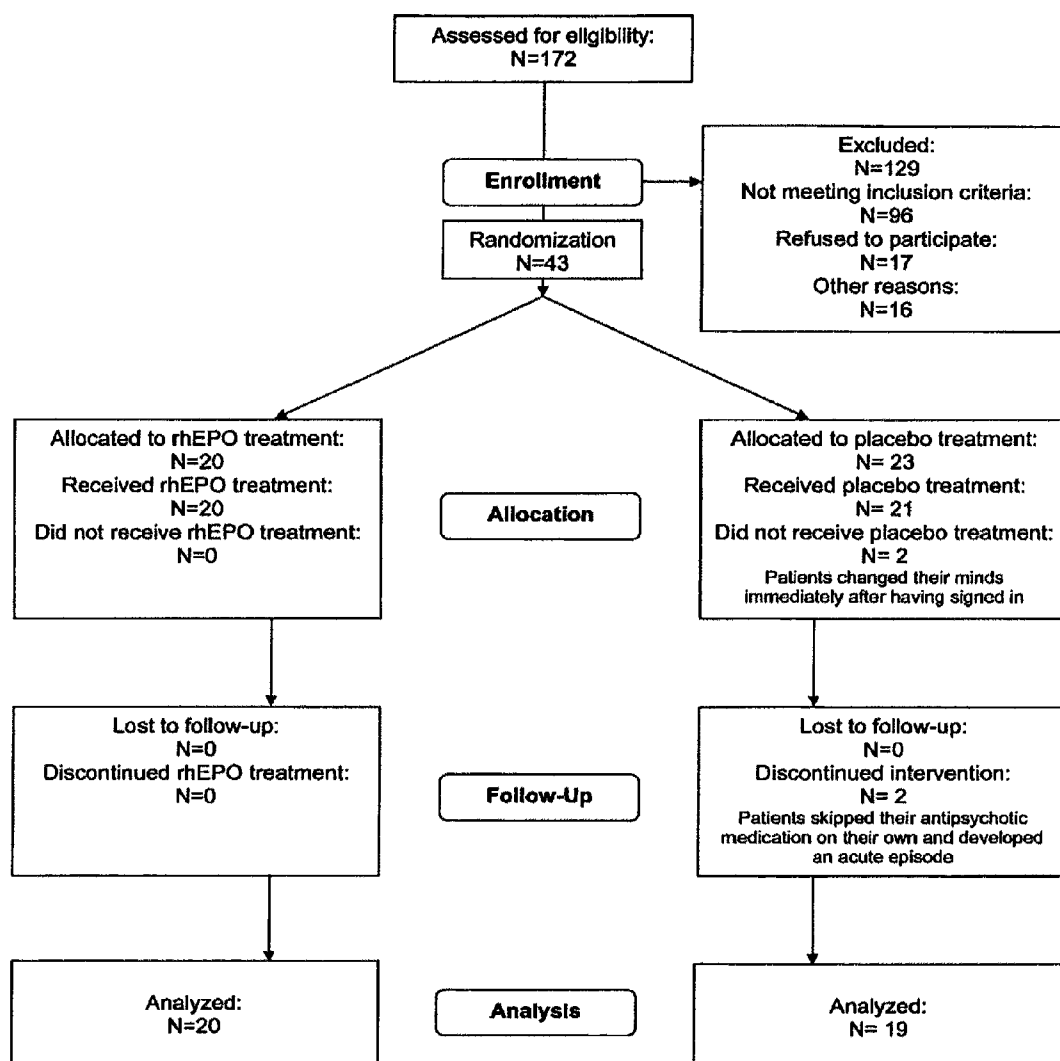 Assessed for eligibility:
N=172
Enrollment
Excluded:
N=129
Not meeting inclusion criteria:
N=96
Refused to participate:
N=17
Other reasons:
N=16
Randomization
N=43
Allocated to rhEPO treatment:
N=20
Received rhEPO treatment:
N=20
Did not receive rhEPO treatment:
N=0
Allocation
Allocated to placebo treatment:
N= 23
Received placebo treatment:
N= 21
Did not receive placebo treatment:
N= 2
Patients changed their minds
immediately after having signed in
Lost to follow-up:
N=0
Discontinued rhEPO treatment:
N=0
Follow-Up
Lost to follow-up:
N=0
Discontinued intervention:
N= 2
Patients skipped their antipsychotic
medication on their own and developed
an acute episode
Analyzed:
N=20
Analysis
Analyzed:
N= 19